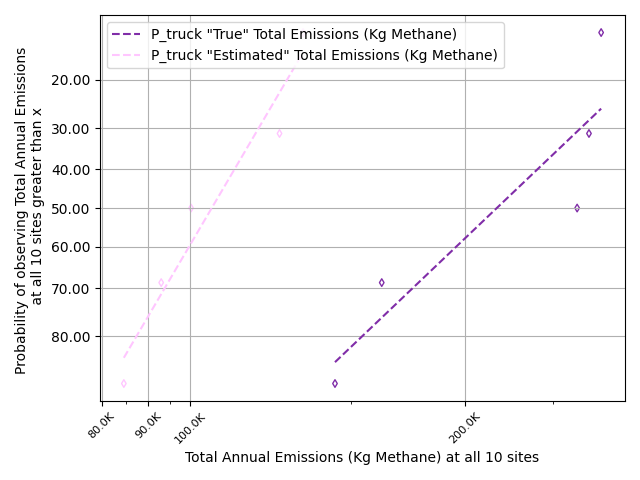 P_truck "True" Total Emissions (Kg Methane)
P_truck "Estimated" Total Emissions (Kg Methane)
Probability of observing Total Annual Emissions
at all 10 sites greater than x
20.00
30.00
40.00
50.00
60.00
70.00
80.00
80.0K
90.0K
100.0K
200.0K
Total Annual Emissions (Kg Methane) at all 10 sites